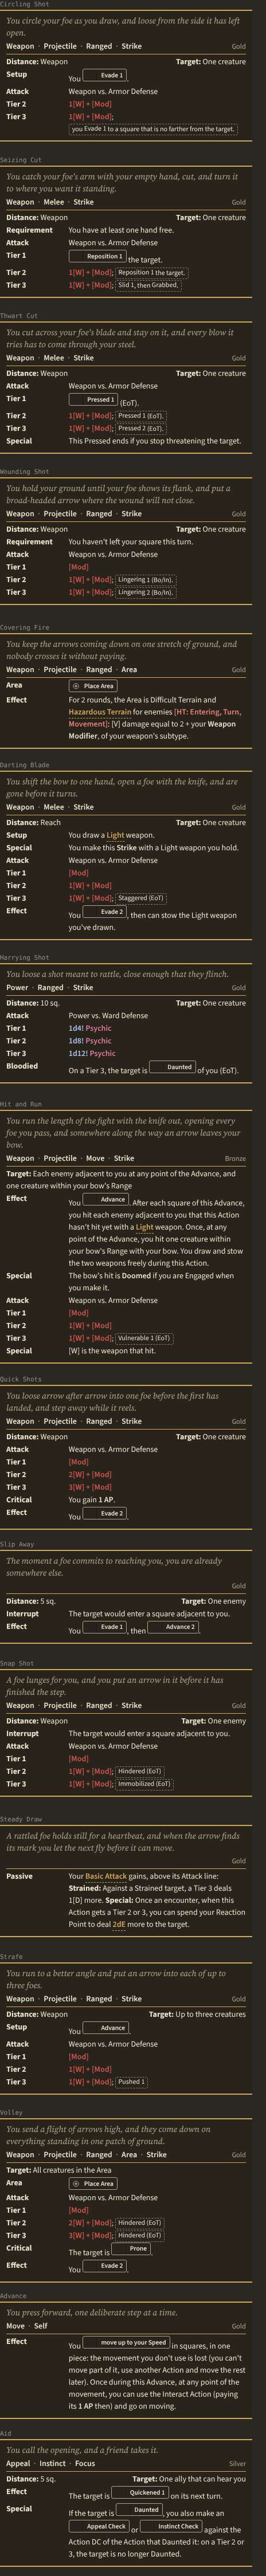 Circling Shot
You circle your foe as you draw, and loose from the side it has left
open.
Weapon · Projectile · Ranged · Strike Gold
Distance: Weapon Target: One creature
Setup You Evade 1.
Attack Weapon vs. Armor Defense
Tier 2 1[W] + [Mod]
Tier 3 1[W] + [Mod];
you Evade 1 to a square that is no farther from the target.
Seizing Cut
You catch your foe's arm with your empty hand, cut, and turn it
to where you want it standing.
Weapon · Melee · Strike Gold
Distance: Weapon Target: One creature
Requirement You have at least one hand free.
Attack Weapon vs. Armor Defense
Tier 1 Reposition 1 the target.
Tier 2 1[W] + [Mod]; Reposition 1 the target.
Tier 3 1[W] + [Mod]; Slid 1, then Grabbed.
Thwart Cut
You cut across your foe's blade and stay on it, and every blow it
tries has to come through your steel.
Weapon · Melee · Strike Gold
Distance: Weapon Target: One creature
Attack Weapon vs. Armor Defense
Tier 1 Pressed 1 (EoT).
Tier 2 1[W] + [Mod]; Pressed 1 (EoT).
Tier 3 1[W] + [Mod]; Pressed 2 (EoT).
Special This Pressed ends if you stop threatening the target.
Wounding Shot
You hold your ground until your foe shows its flank, and put a
broad-headed arrow where the wound will not close.
Weapon · Projectile · Ranged · Strike Gold
Distance: Weapon Target: One creature
Requirement You haven't left your square this turn.
Attack Weapon vs. Armor Defense
Tier 1 [Mod]
Tier 2 1[W] + [Mod]; Lingering 1 (Bo/in).
Tier 3 1[W] + [Mod]; Lingering 2 (Bo/in).
Covering Fire
You keep the arrows coming down on one stretch of ground, and
nobody crosses it without paying.
Weapon · Projectile · Ranged · Area Gold
Area Place Area
Effect For 2 rounds, the Area is Difficult Terrain and
Hazardous Terrain for enemies [HT: Entering, Turn,
Movement]: [V] damage equal to 2 + your Weapon
Modifier, of your weapon's subtype.
Darting Blade
You shift the bow to one hand, open a foe with the knife, and are
gone before it turns.
Weapon · Melee · Strike Gold
Distance: Reach Target: One creature
Setup You draw a Light weapon.
Special You make this Strike with a Light weapon you hold.
Attack Weapon vs. Armor Defense
Tier 1 [Mod]
Tier 2 1[W] + [Mod]
Tier 3 1[W] + [Mod]; Staggered (EoT)
Effect You Evade 2, then can stow the Light weapon
you've drawn.
Harrying Shot
You loose a shot meant to rattle, close enough that they flinch.
Power · Ranged · Strike Gold
Distance: 10 sq. Target: One creature
Attack Power vs. Ward Defense
Tier 1 1d4! Psychic
Tier 2 1d8! Psychic
Tier 3 1d12! Psychic
Bloodied On a Tier 3, the target is Daunted of you (EoT).
Hit and Run
You run the length of the fight with the knife out, opening every
foe you pass, and somewhere along the way an arrow leaves your
bow.
Weapon · Projectile · Move · Strike Bronze
Target: Each enemy adjacent to you at any point of the Advance, and
one creature within your bow's Range
Effect You Advance. After each square of this Advance,
you hit each enemy adjacent to you that this Action
hasn't hit yet with a Light weapon. Once, at any
point of the Advance, you hit one creature within
your bow's Range with your bow. You draw and stow
the two weapons freely during this Action.
Special The bow's hit is Doomed if you are Engaged when
you make it.
Attack Weapon vs. Armor Defense
Tier 1 [Mod]
Tier 2 1[W] + [Mod]
Tier 3 1[W] + [Mod]; Vulnerable 1 (EoT)
Special [W] is the weapon that hit.
Quick Shots
You loose arrow after arrow into one foe before the first has
landed, and step away while it reels.
Weapon · Projectile · Ranged · Strike Gold
Distance: Weapon Target: One creature
Attack Weapon vs. Armor Defense
Tier 1 [Mod]
Tier 2 2[W] + [Mod]
Tier 3 3[W] + [Mod]
Critical You gain 1 AP.
Effect You Evade 2.
Slip Away
The moment a foe commits to reaching you, you are already
somewhere else.
Gold
Distance: 5 sq. Target: One enemy
Interrupt The target would enter a square adjacent to you.
Effect You Evade 1, then Advance 2.
Snap Shot
A foe lunges for you, and you put an arrow in it before it has
finished the step.
Weapon · Projectile · Ranged · Strike Gold
Distance: Weapon Target: One enemy
Interrupt The target would enter a square adjacent to you.
Attack Weapon vs. Armor Defense
Tier 1 [Mod]
Tier 2 1[W] + [Mod]; Hindered (EoT)
Tier 3 1[W] + [Mod]; Immobilized (EoT)
Steady Draw
A rattled foe holds still for a heartbeat, and when the arrow finds
its mark you let the next fly before it can move.
Gold
Passive Your Basic Attack gains, above its Attack line:
Strained: Against a Strained target, a Tier 3 deals
1[D] more. Special: Once an encounter, when this
Action gets a Tier 2 or 3, you can spend your Reaction
Point to deal 2dE more to the target.
Strafe
You run to a better angle and put an arrow into each of up to
three foes.
Weapon · Projectile · Ranged · Strike Gold
Distance: Weapon Target: Up to three creatures
Setup You Advance.
Attack Weapon vs. Armor Defense
Tier 1 [Mod]
Tier 2 1[W] + [Mod]
Tier 3 1[W] + [Mod]; Pushed 1
Volley
You send a flight of arrows high, and they come down on
everything standing in one patch of ground.
Weapon · Projectile · Ranged · Area · Strike Gold
Target: All creatures in the Area
Area Place Area
Attack Weapon vs. Armor Defense
Tier 1 [Mod]
Tier 2 2[W] + [Mod]; Hindered (EoT)
Tier 3 3[W] + [Mod]; Hindered (EoT)
Critical The target is Prone.
Effect You Evade 2.
Advance
You press forward, one deliberate step at a time.
Move · Self Gold
Effect You move up to your Speed in squares, in one
piece: the movement you don't use is lost (you can't
move part of it, use another Action and move the rest
later). Once during this Advance, at any point of the
movement, you can use the Interact Action (paying
its 1 AP then) and go on moving.
Aid
You call the opening, and a friend takes it.
Appeal · Instinct · Focus Silver
Distance: 5 sq. Target: One ally that can hear you
Effect The target is Quickened 1 on its next turn.
Special If the target is Daunted, you also make an
Appeal Check or Instinct Check against the
Action DC of the Action that Daunted it: on a Tier 2 or
3, the target is no longer Daunted.